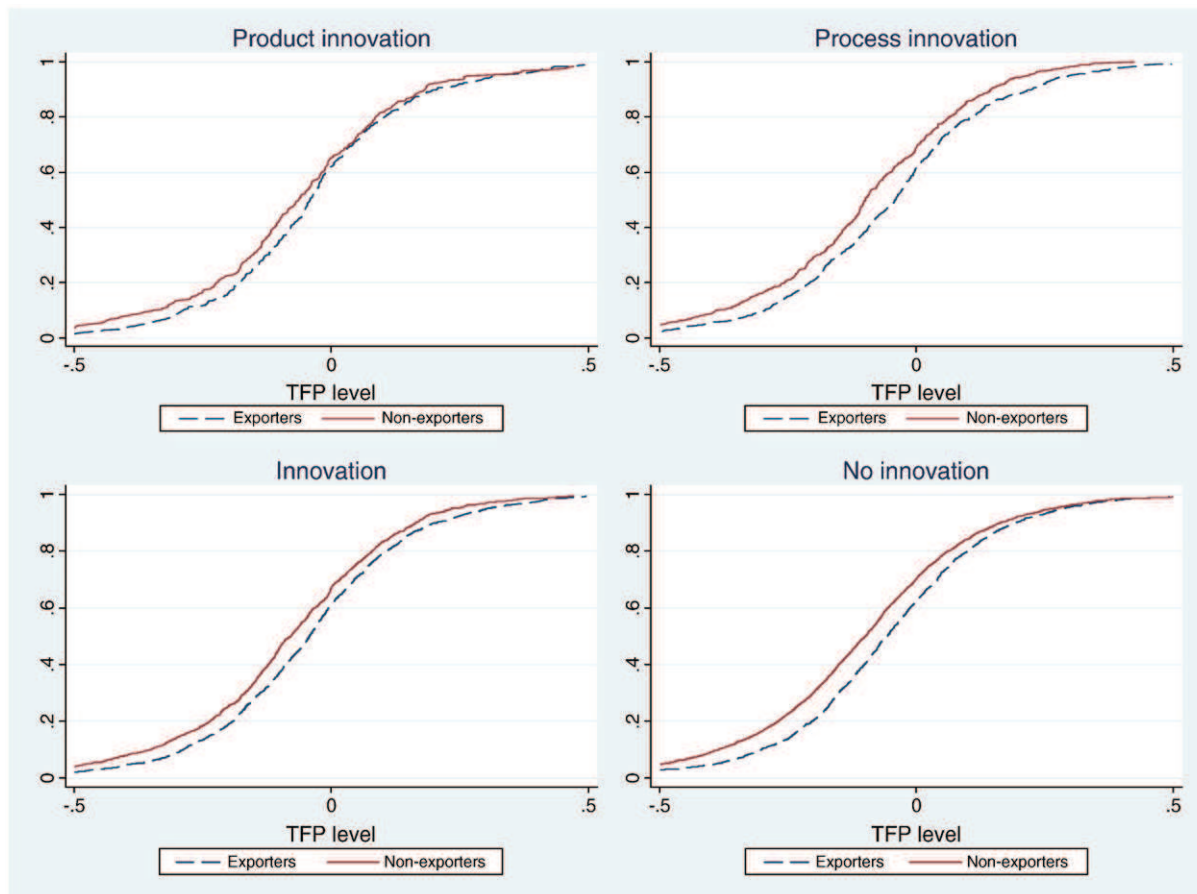 Product innovation
1
.8
.6
.4
.2
0
-.5 0 .5
TFP level
Exporters Non-exporters
Process innovation
1
.8
.6
.4
.2
0
-.5 0 .5
TFP level
Exporters Non-exporters
Innovation
1
.8
.6
.4
.2
0
-.5 0 .5
TFP level
Exporters Non-exporters
No innovation
1
.8
.6
.4
.2
0
-.5 0 .5
TFP level
Exporters Non-exporters